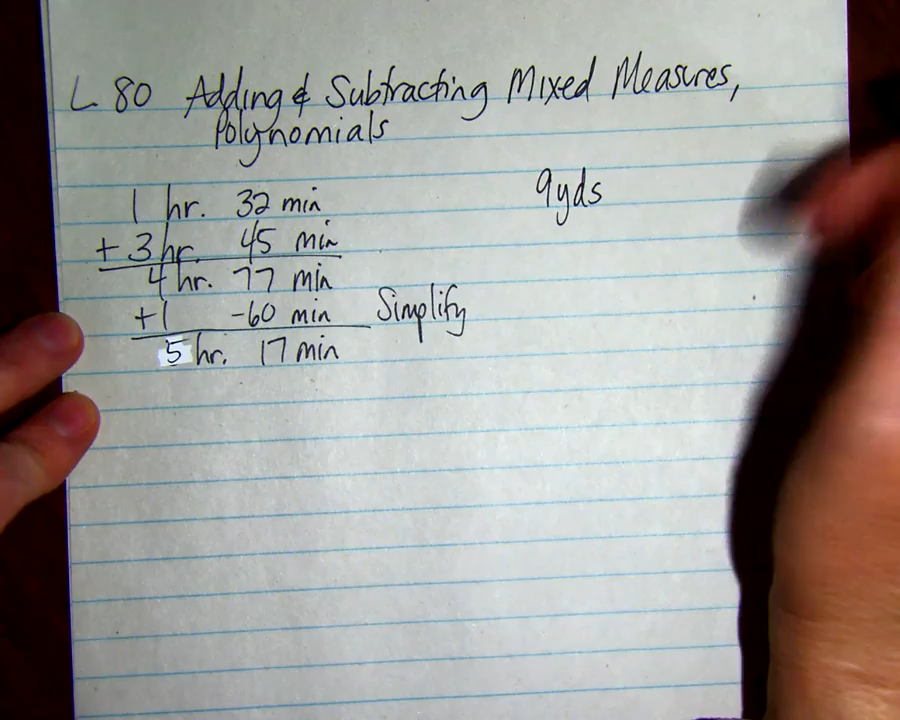 L 80 Adding & Subtracting Mixed Measures,
Polynomials
1 hr. 32 min
+ 3 hr. 45 min
4 hr. 77 min
+1 -60 min Simplify
5 hr. 17 min
9yds